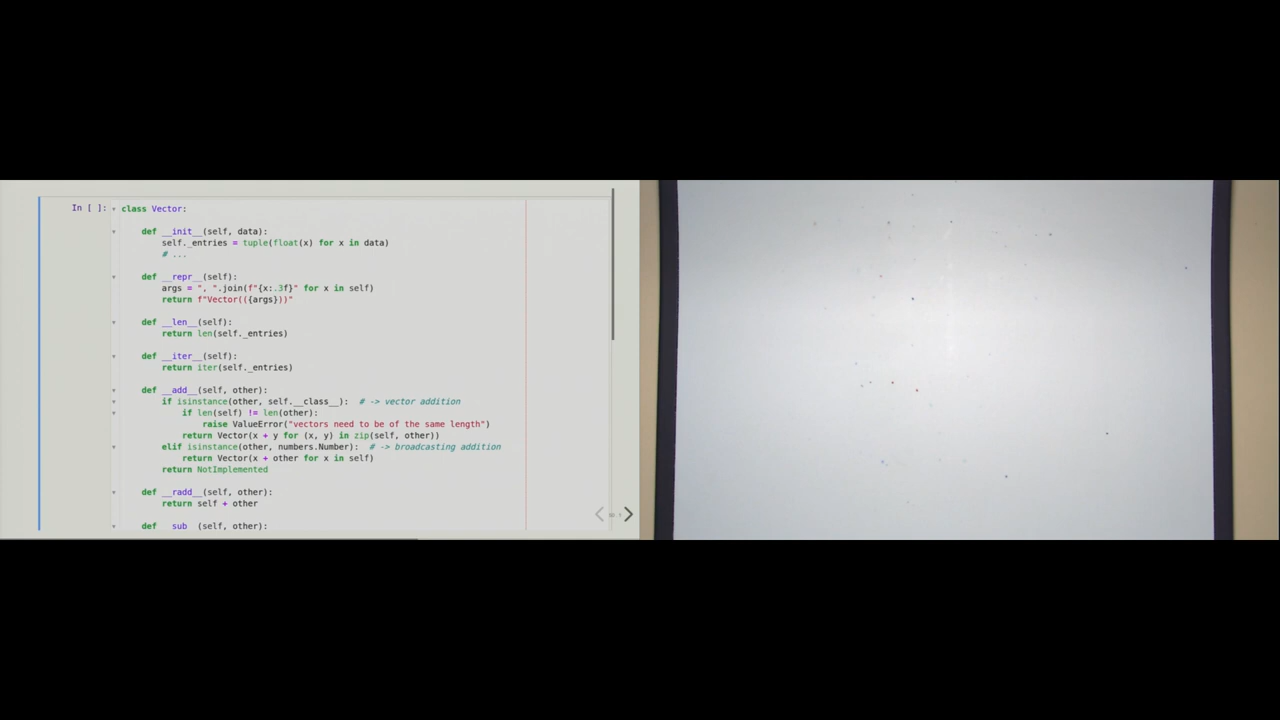 In [ ]:
class Vector:
def __init__(self, data):
self._entries = tuple(float(x) for x in data)
# ...
def __repr__(self):
args = ", ".join(f"{x:.3f}" for x in self)
return f"Vector(({args}))"
def __len__(self):
return len(self._entries)
def __iter__(self):
return iter(self._entries)
def __add__(self, other):
if isinstance(other, self.__class__):  # -> vector addition
if len(self) != len(other):
raise ValueError("vectors need to be of the same length")
return Vector(x + y for (x, y) in zip(self, other))
elif isinstance(other, numbers.Number):  # -> broadcasting addition
return Vector(x + other for x in self)
return NotImplemented
def __radd__(self, other):
return self + other
def __sub__(self, other):